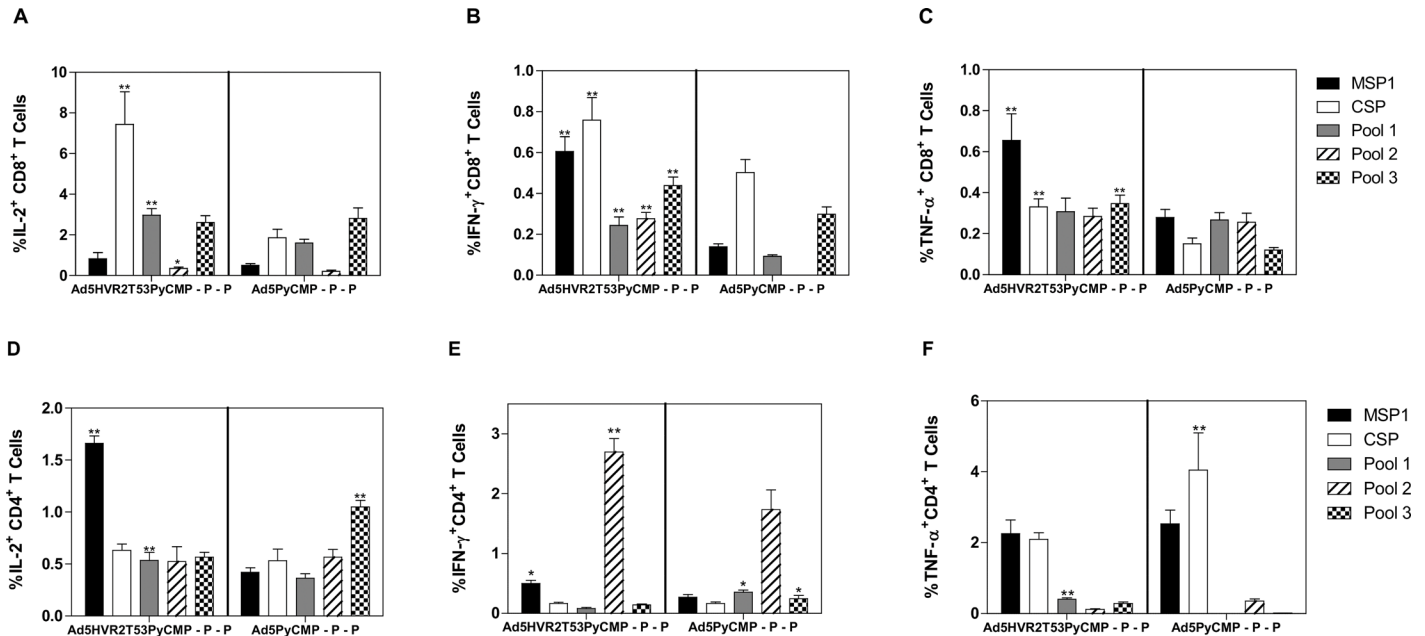 A
B
C
%IL-2+ CD8+ T Cells
10
8
6
4
2
0
**
**
*
Ad5HVR2T53PyCMP - P - P
Ad5PyCMP - P - P
%IFN-γ+CD8+ T Cells
1.0
0.8
0.6
0.4
0.2
0.0
**
**
**
**
**
Ad5HVR2T53PyCMP - P - P
Ad5PyCMP - P - P
%TNF-α+ CD8+ T Cells
1.0
0.8
0.6
0.4
0.2
0.0
**
**
**
Ad5HVR2T53PyCMP - P - P
Ad5PyCMP - P - P
MSP1
CSP
Pool 1
Pool 2
Pool 3
D
E
F
%IL-2+ CD4+ T Cells
2.0
1.5
1.0
0.5
0.0
**
**
**
Ad5HVR2T53PyCMP - P - P
Ad5PyCMP - P - P
%IFN-γ+CD4+ T Cells
3
2
1
0
*
**
*
*
Ad5HVR2T53PyCMP - P - P
Ad5PyCMP - P - P
%TNF-α+CD4+ T Cells
6
4
2
0
**
**
Ad5HVR2T53PyCMP - P - P
Ad5PyCMP - P - P
MSP1
CSP
Pool 1
Pool 2
Pool 3